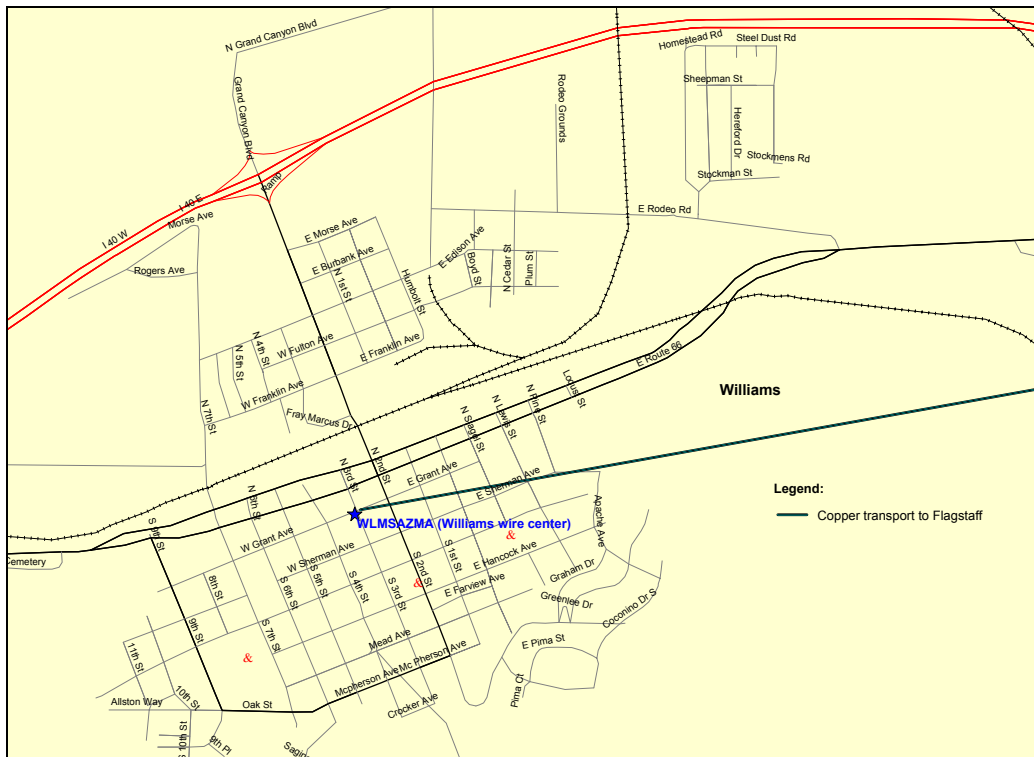 N Grand Canyon Blvd
Homestead Rd
Steel Dust Rd
Grand Canyon Blvd
Rodeo Grounds
Sheepman St
Hereford Dr
Stockmens Rd
Stockman St
Ramp
I 40 E
I 40 W
Morse Ave
E Rodeo Rd
E Morse Ave
Rogers Ave
E Burbank Ave
N 1st St
Humbolt St
E Edison Ave
Boyd St
N Cedar St
Plum St
N 4th St
N 5th St
W Fulton Ave
E Franklin Ave
W Franklin Ave
E Route 66
N 7th St
Fray Marcus Dr
Locust St
N Pine St
N Lewis St
N Slagel St
Williams
N 2nd St
N 3rd St
E Grant Ave
E Sherman Ave
N 6th St
Legend:
Copper transport to Flagstaff
WLMSAZMA (Williams wire center)
Apache Ave
S 9th St
W Grant Ave
W Sherman Ave
&
Cemetery
S 1st St
S 2nd St
E Hancock Ave
&
E Farview Ave
Graham Dr
Greenlee Dr
Coconino Dr S
8th St
S 6th St
S 5th St
S 4th St
S 3rd St
9th St
S 7th St
Mead Ave
E Pima St
11th St
&
Mc Pherson Ave
Mcpherson Ave
Pima Ct
Allston Way
10th St
Oak St
Crocker Ave
S 10th St
9th Pl